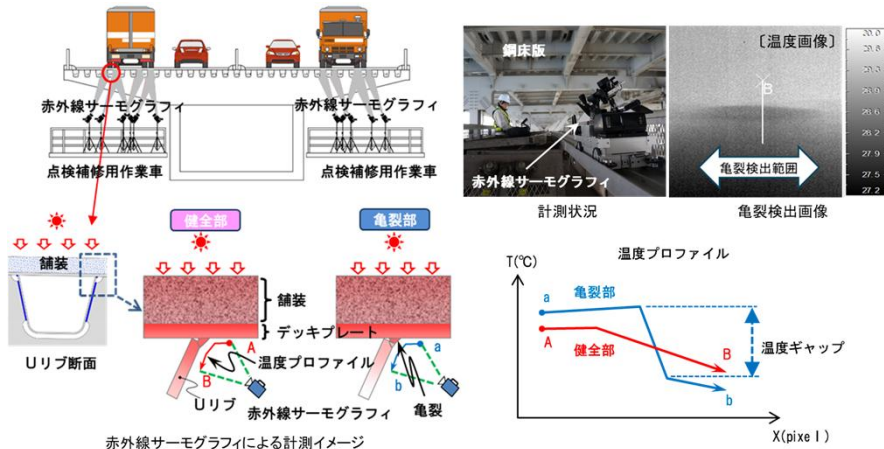 赤外線サーモグラフィ
赤外線サーモグラフィ
点検補修用作業車
点検補修用作業車
舗装
Uリブ断面
健全部
亀裂部
舗装
デッキプレート
A
温度プロファイル
B
Uリブ
a
b
赤外線サーモグラフィ
亀裂
赤外線サーモグラフィによる計測イメージ
鋼床版
赤外線サーモグラフィ
計測状況
〔温度画像〕
B
亀裂検出範囲
亀裂検出画像
28.6
27.9
27.5
27.2
温度プロファイル
T(℃)
a
亀裂部
A
健全部
B
b
温度ギャップ
X(pixel)